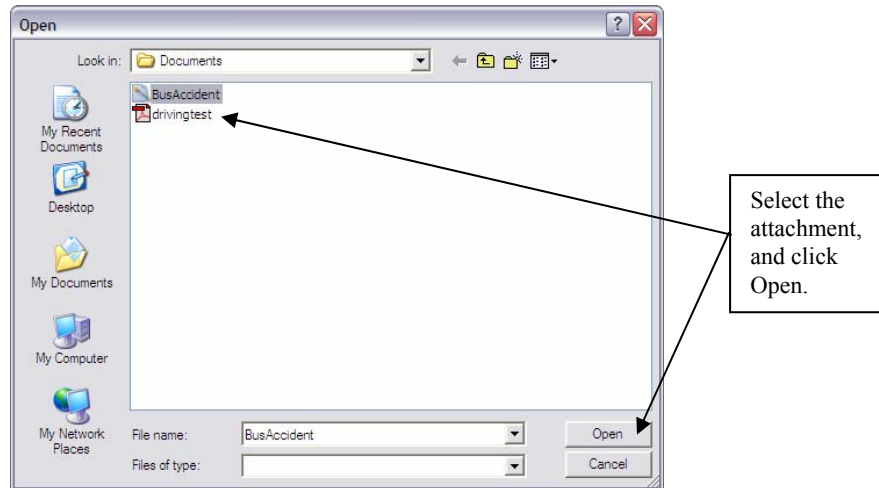 Open
Look in:
Documents
BusAccident
drivingtest
My Recent
Documents
Desktop
My Documents
My Computer
My Network
Places
File name:
BusAccident
Open
Files of type:
Cancel
Select the
attachment,
and click
Open.